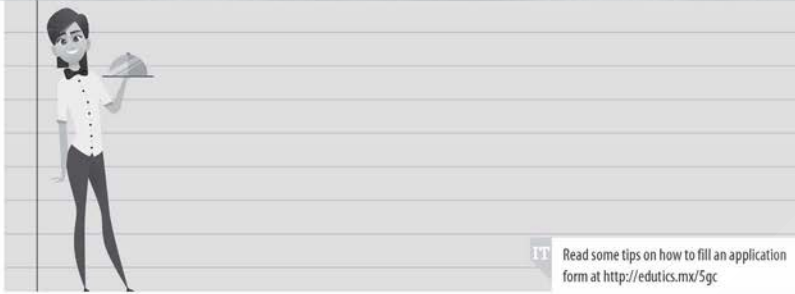 IT
Read some tips on how to fill an application
form at http://edutics.mx/5gc